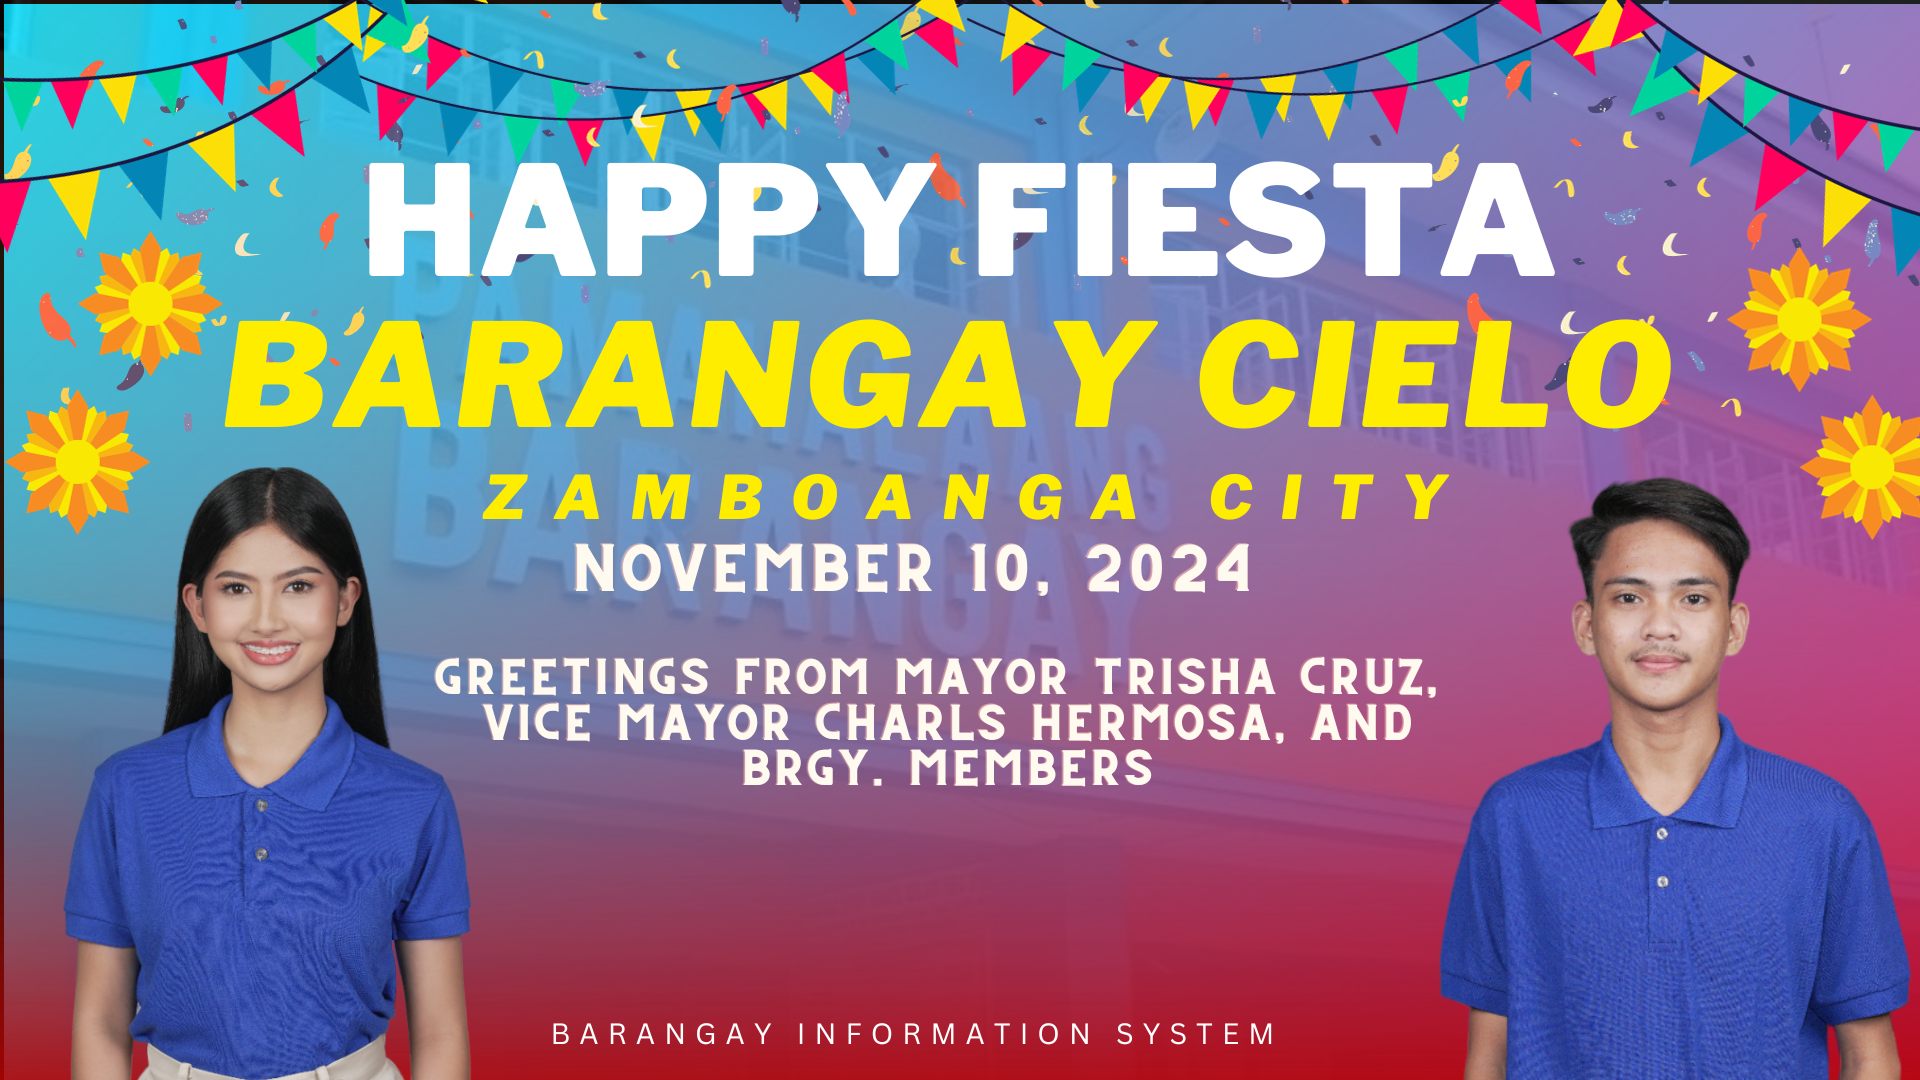 HAPPY FIESTA
BARANGAY CIELO
ZAMBOANGA CITY
NOVEMBER 10, 2024
GREETINGS FROM MAYOR TRISHA CRUZ,
VICE MAYOR CHARLS HERMOSA, AND
BRGY. MEMBERS
BARANGAY
BARANGAY INFORMATION SYSTEM